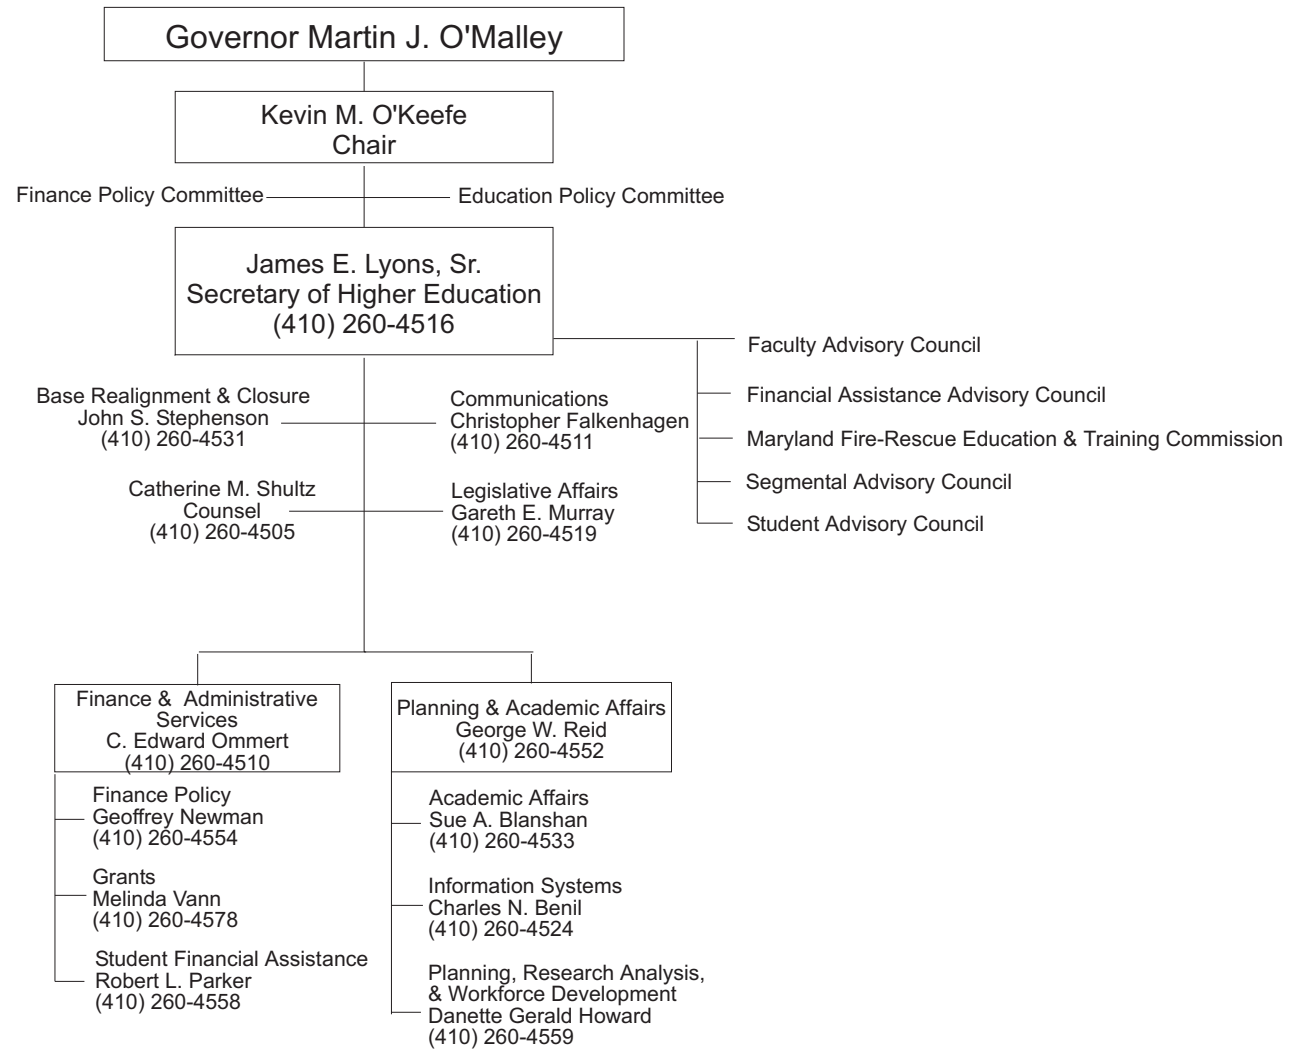 Governor Martin J. O'Malley
Kevin M. O'Keefe
Chair
Finance Policy Committee
Education Policy Committee
James E. Lyons, Sr.
Secretary of Higher Education
(410) 260-4516
Faculty Advisory Council
Financial Assistance Advisory Council
Maryland Fire-Rescue Education & Training Commission
Segmental Advisory Council
Student Advisory Council
Base Realignment & Closure
John S. Stephenson
(410) 260-4531
Communications
Christopher Falkenhagen
(410) 260-4511
Catherine M. Shultz
Counsel
(410) 260-4505
Legislative Affairs
Gareth E. Murray
(410) 260-4519
Finance & Administrative
Services
C. Edward Ommert
(410) 260-4510
Finance Policy
Geoffrey Newman
(410) 260-4554
Grants
Melinda Vann
(410) 260-4578
Student Financial Assistance
Robert L. Parker
(410) 260-4558
Planning & Academic Affairs
George W. Reid
(410) 260-4552
Academic Affairs
Sue A. Blanshan
(410) 260-4533
Information Systems
Charles N. Benil
(410) 260-4524
Planning, Research Analysis,
& Workforce Development
Danette Gerald Howard
(410) 260-4559